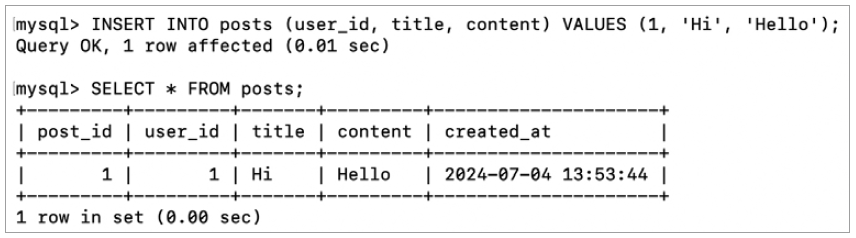 mysql> INSERT INTO posts (user_id, title, content) VALUES (1, 'Hi', 'Hello');
Query OK, 1 row affected (0.01 sec)
mysql> SELECT * FROM posts;
+---------+---------+-------+---------+---------------------+
| post_id | user_id | title | content | created_at          |
+---------+---------+-------+---------+---------------------+
|       1 |       1 | Hi    | Hello   | 2024-07-04 13:53:44 |
+---------+---------+-------+---------+---------------------+
1 row in set (0.00 sec)